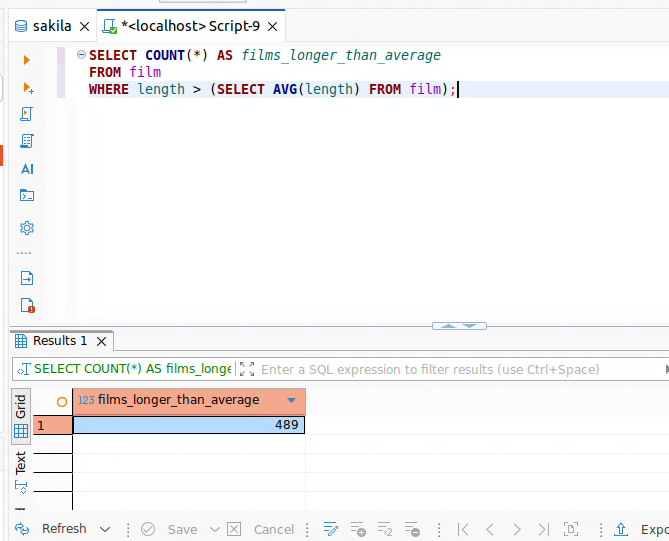 sakila
*<localhost> Script-9
SELECT COUNT(*) AS films_longer_than_average
FROM film
WHERE length > (SELECT AVG(length) FROM film);
AI
Results 1
SELECT COUNT(*) AS films_longe
Enter a SQL expression to filter results (use Ctrl+Space)
Grid
Text
123 films_longer_than_average
1
489
Refresh
Save
Cancel
Expo